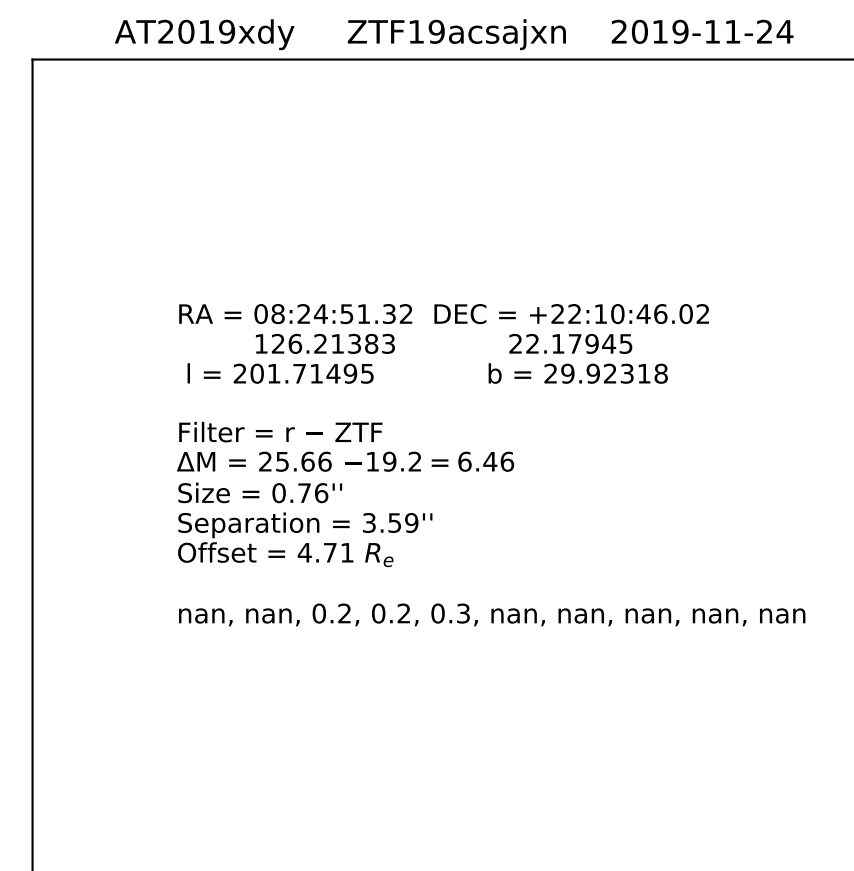 AT2019xdy ZTF19acsajxn 2019-11-24
RA = 08:24:51.32 DEC = +22:10:46.02
126.21383 22.17945
l = 201.71495 b = 29.92318
Filter = r − ZTF
ΔM = 25.66 −19.2 = 6.46
Size = 0.76''
Separation = 3.59''
Offset = 4.71 Re
nan, nan, 0.2, 0.2, 0.3, nan, nan, nan, nan, nan